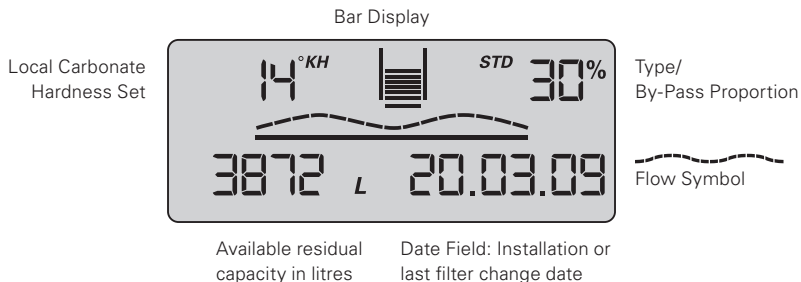 Bar Display
Local Carbonate
Hardness Set
14 °KH
STD 30%
Type/
By-Pass Proportion
3872 L 20.03.09
Flow Symbol
Available residual
capacity in litres
Date Field: Installation or
last filter change date